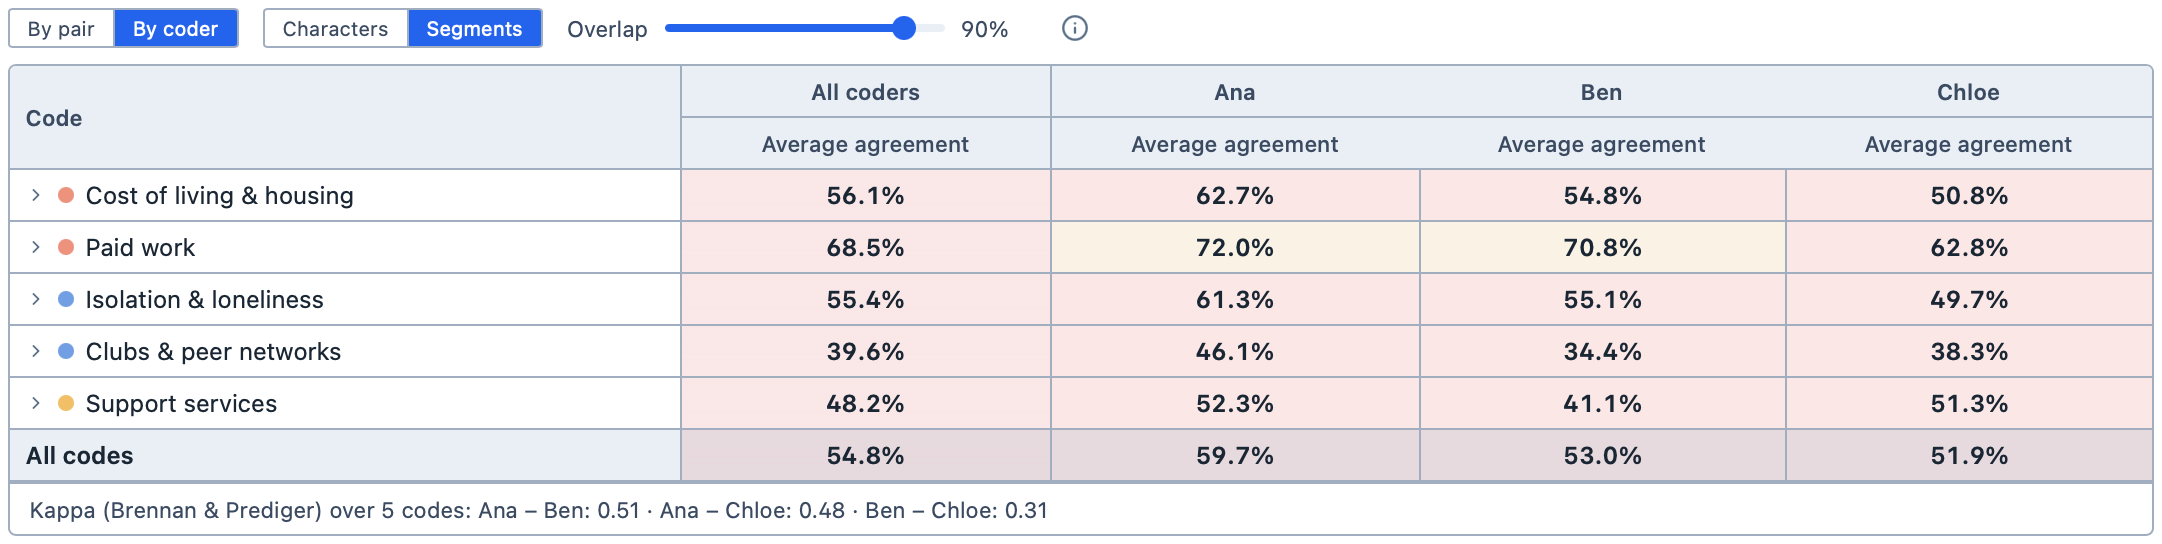 By pair By coder Characters Segments Overlap 90%
All coders Ana Ben Chloe
Code
Average agreement Average agreement Average agreement Average agreement
Cost of living & housing 56.1% 62.7% 54.8% 50.8%
Paid work 68.5% 72.0% 70.8% 62.8%
Isolation & loneliness 55.4% 61.3% 55.1% 49.7%
Clubs & peer networks 39.6% 46.1% 34.4% 38.3%
Support services 48.2% 52.3% 41.1% 51.3%
All codes 54.8% 59.7% 53.0% 51.9%
Kappa (Brennan & Prediger) over 5 codes: Ana – Ben: 0.51 · Ana – Chloe: 0.48 · Ben – Chloe: 0.31